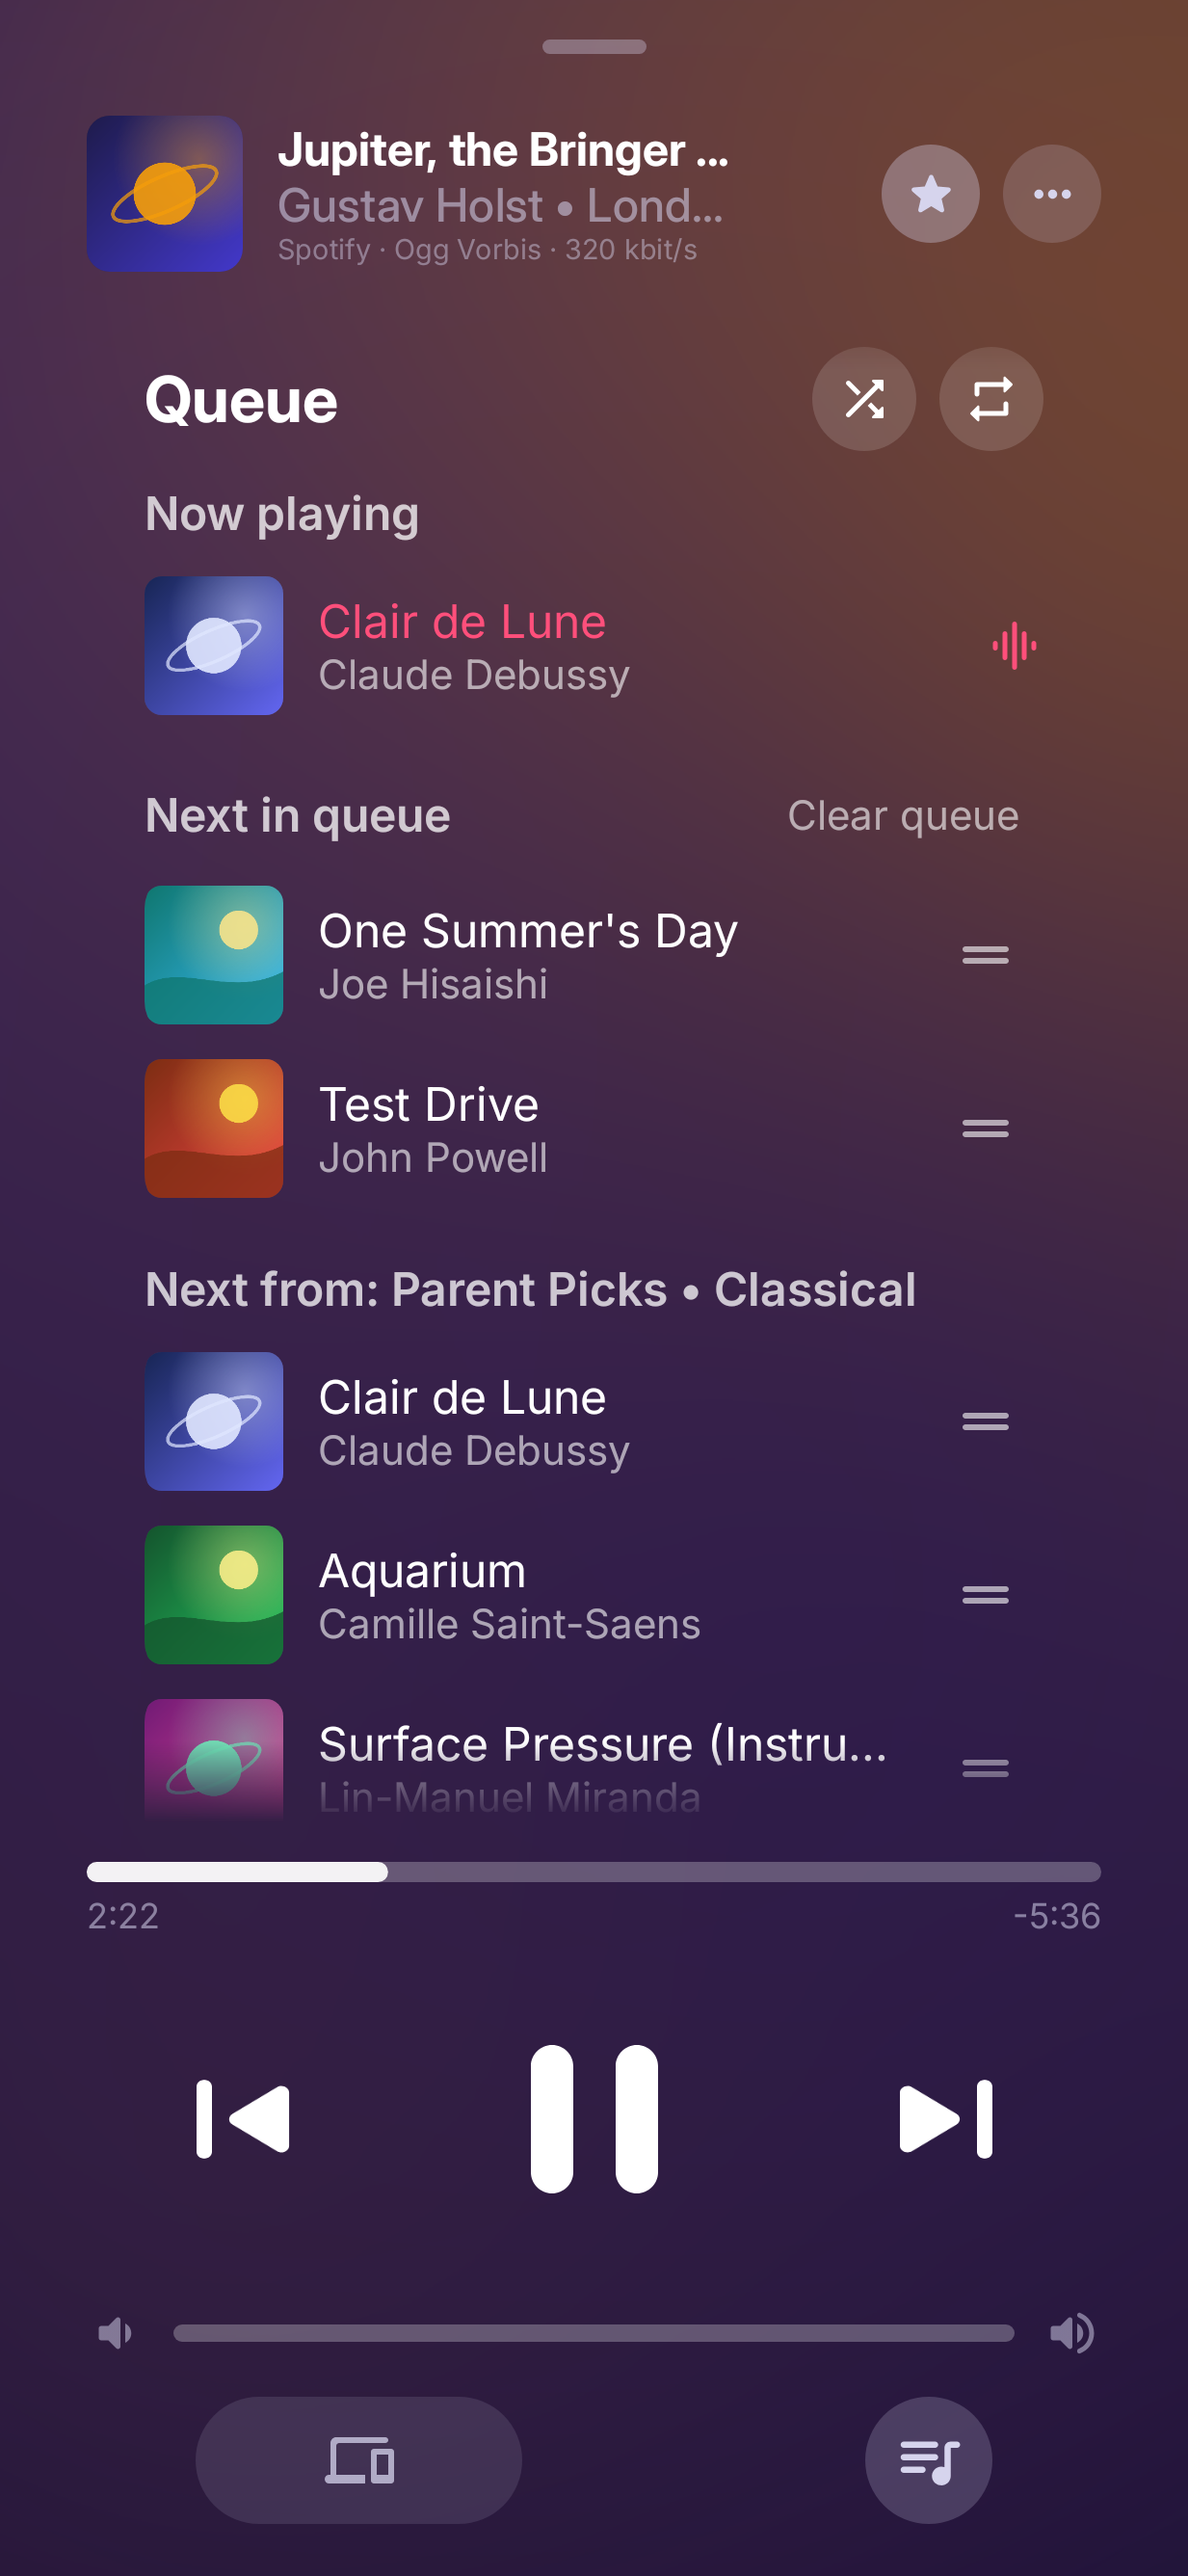 Jupiter, the Bringer ...
Gustav Holst • Lond...
Spotify · Ogg Vorbis · 320 kbit/s
Queue
Now playing
Clair de Lune
Claude Debussy
Next in queue
Clear queue
One Summer's Day
Joe Hisaishi
Test Drive
John Powell
Next from: Parent Picks • Classical
Clair de Lune
Claude Debussy
Aquarium
Camille Saint-Saens
Surface Pressure (Instru...
Lin-Manuel Miranda
2:22
-5:36